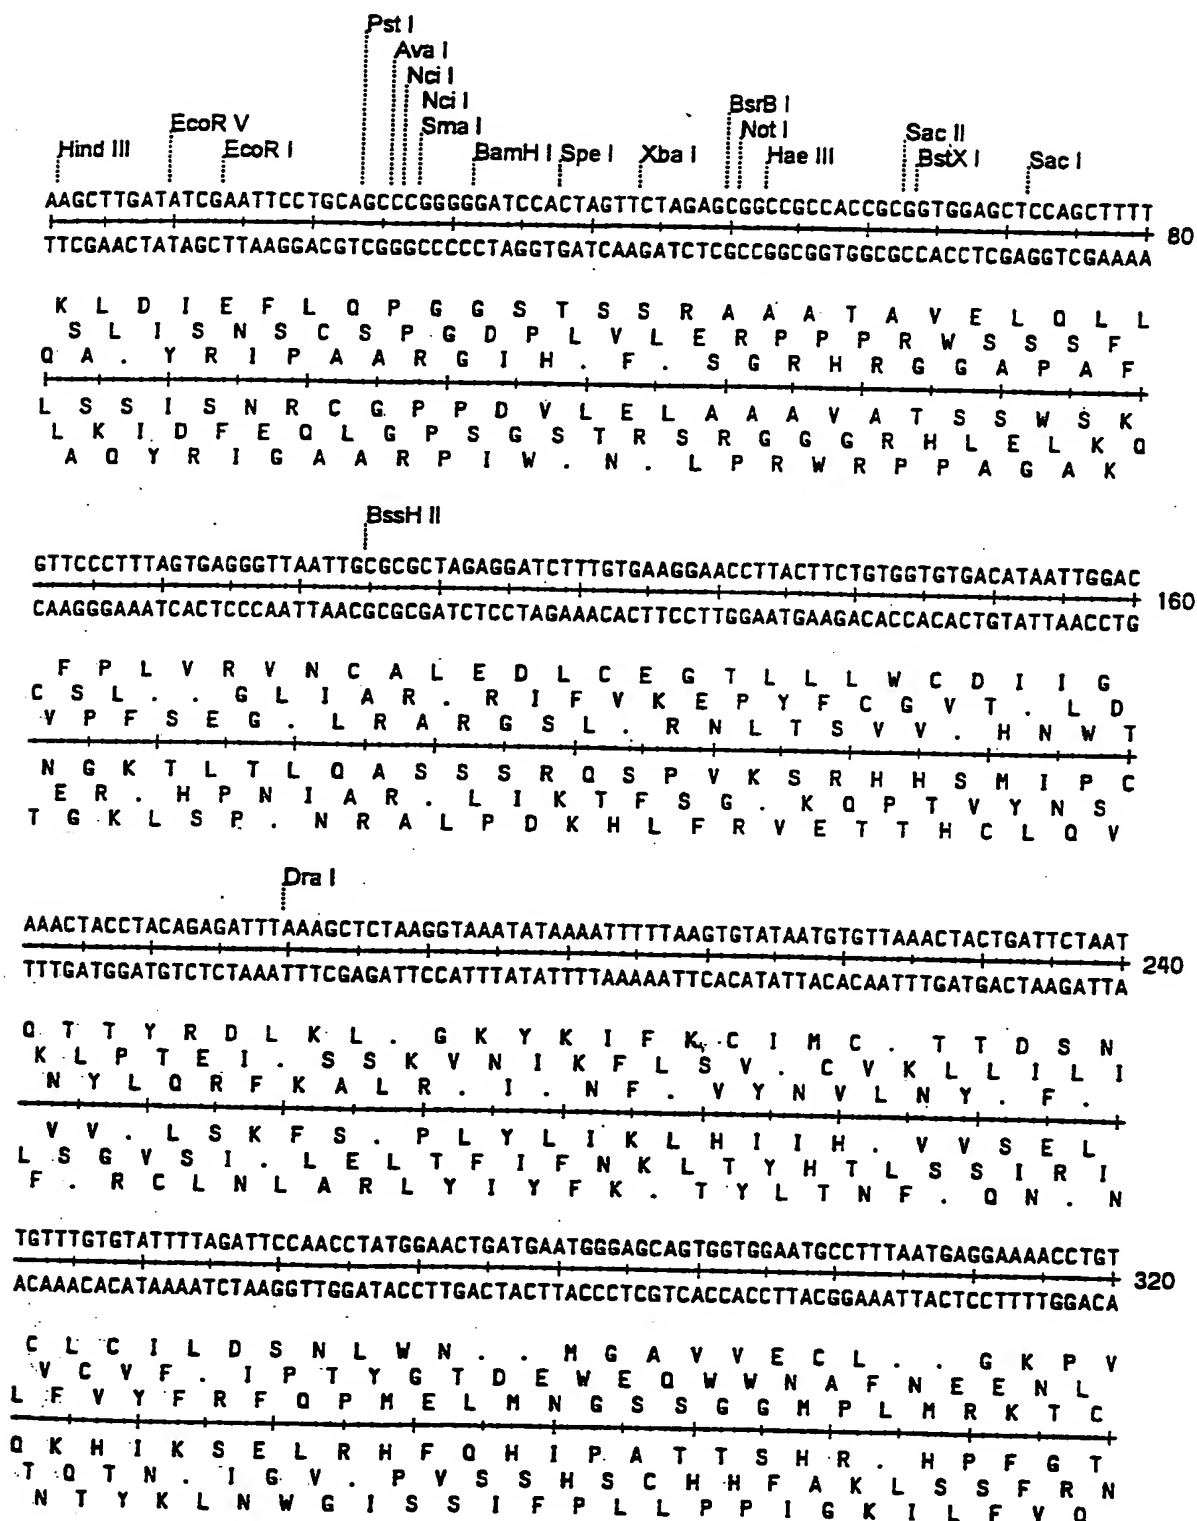 Pst I
Ava I
Nci I
Nci I
BsrB I
EcoR V
Sma I
Not I
Sac II
Hind III
EcoR I
BamH I
Spe I
Xba I
Hae III
BstX I
Sac I
AAGCTTGATATCGAATTCCTGCAGCCCGGGGGATCCACTAGTTCTAGAGCGGCCGCCACCGCGGTGGAGCTCCAGCTTTT
80
TTCGAACTATAGCTTAAGGACGTCGGGCCCCCTAGGTGATCAAGATCTCGCCGGCGGTGGCGCCACCTCGAGGTCGAAAA
K L D I E F L Q P G G S T S S R A A A T A V E L Q L L
S L I S N S C S P G D P L V L E R P P P R W S S S F
Q A . Y R I P A A R G I H . F . S G R H R G G A P A F
L S S I S N R C G P P D V L E L A A A V A T S S W S K
L K I D F E Q L G P S G S T R S R G G G R H L E L K Q
A Q Y R I G A A R P I W . N . L P R W R P P A G A K
BssH II
GTTCCCTTTAGTGAGGGTTAATTGCGCGCTAGAGGATCTTTGTGAAGGAACCTTACTTCTGTGGTGTGACATAATTGGAC
160
CAAGGGAAATCACTCCCAATTAACGCGCGATCTCCTAGAAACACTTCCTTGGAATGAAGACACCACACTGTATTAACCTG
F P L V R V N C A L E D L C E G T L L L W C D I I G
C S L . . G L I A R . R I F V K E P Y F C G V T . L D
V P F S E G . L R A R G S L . R N L T S V V . H N W T
N G K T L T L Q A S S S R Q S P V K S R H H S M I P C
E R . H P N I A R . L I K T F S G . K Q P T V Y N S
T G K L S P . N R A L P D K H L F R V E T T H C L Q V
Dra I
AAACTACCTACAGAGATTTAAAGCTCTAAGGTAAATATAAAATTTTTAAGTGTATAATGTGTTAAACTACTGATTCTAAT
240
TTTGATGGATGTCTCTAAATTTCGAGATTCCATTTATATTTTAAAAATTCACATATTACACAATTTGATGACTAAGATTA
Q T T Y R D L K L . G K Y K I F K C I M C . T T D S N
K L P T E I . S S K V N I K F L S V . C V K L L I L I
N Y L Q R F K A L R . I . N F . V Y N V L N Y . F .
V V . L S K F S . P L Y L I K L H I I H . V V S E L
L S G V S I . L E L T F I F N K L T Y H T L S S I R I
F . R C L N L A R L Y I Y F K . T Y L T N F . Q N . N
TGTTTGTGTATTTTAGATTCCAACCTATGGAACTGATGAATGGGAGCAGTGGTGGAATGCCTTTAATGAGGAAAACCTGT
320
ACAAACACATAAAATCTAAGGTTGGATACCTTGACTACTTACCCTCGTCACCACCTTACGGAAATTACTCCTTTTGGACA
C L C I L D S N L W N . . M G A V V E C L . . G K P V
V C V F . I P T Y G T D E W E Q W W N A F N E E N L
L F V Y F R F Q P M E L M N G S S G G M P L M R K T C
Q K H I K S E L R H F Q H I P A T T S H R . H P F G T
T Q T N . I G V . P V S S H S C H H F A K L S S F R N
N T Y K L N W G I S S I F P L L P P I G K I L F V Q